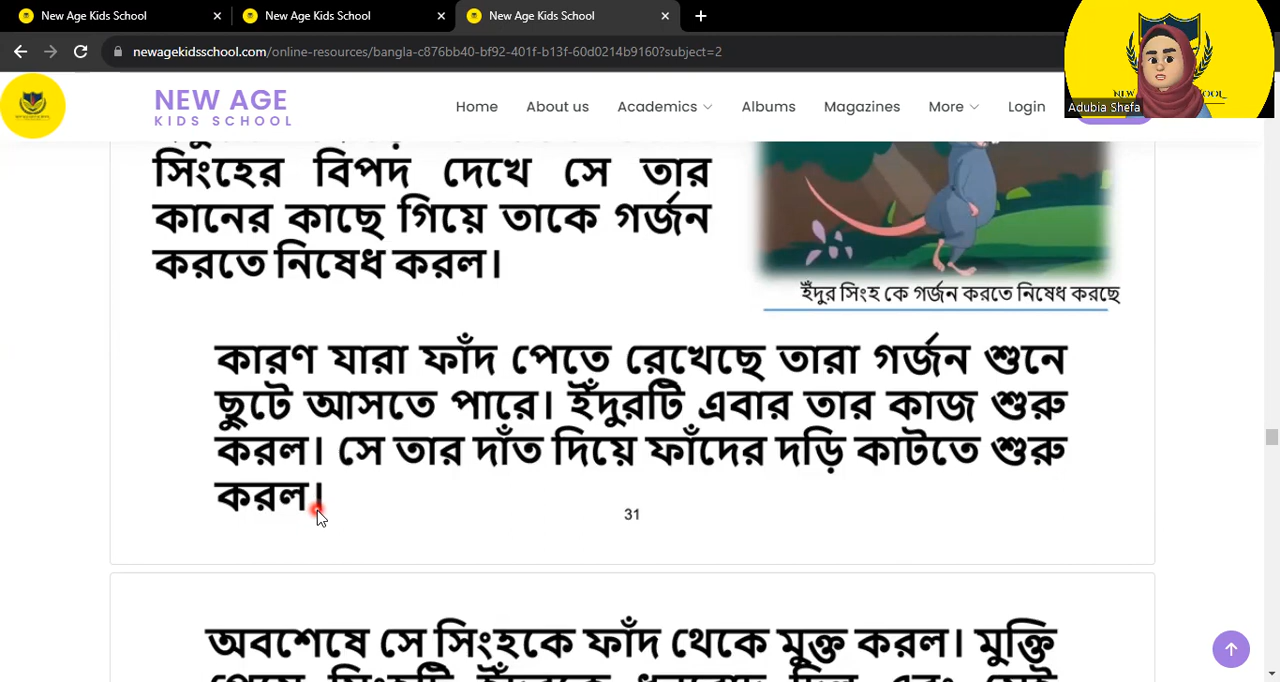 New Age Kids School
New Age Kids School
New Age Kids School
newagekidsschool.com/online-resources/bangla-c876bb40-bf92-401f-b13f-60d0214b9160?subject=2
Adubia Shefa
NEW AGE
KIDS SCHOOL
Home About us Academics Albums Magazines More Login
সিংহের বিপদ দেখে সে তার
কানের কাছে গিয়ে তাকে গর্জন
করতে নিষেধ করল।
ইঁদুর সিংহ কে গর্জন করতে নিষেধ করছে
কারণ যারা ফাঁদ পেতে রেখেছে তারা গর্জন শুনে
ছুটে আসতে পারে। ইঁদুরটি এবার তার কাজ শুরু
করল। সে তার দাঁত দিয়ে ফাঁদের দড়ি কাটতে শুরু
করল।
31
অবশেষে সে সিংহকে ফাঁদ থেকে মুক্ত করল। মুক্তি